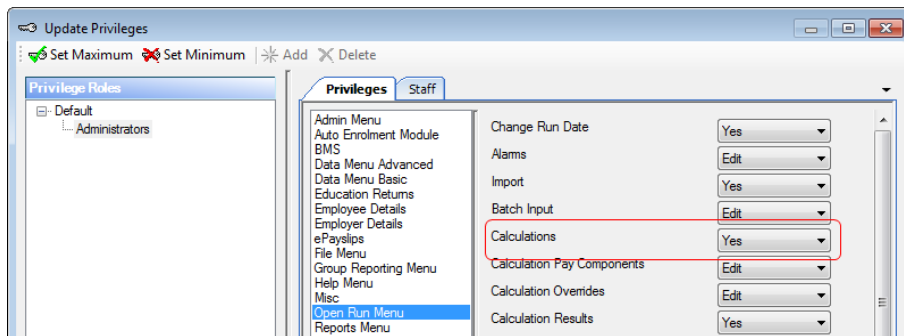 Update Privileges
Set Maximum Set Minimum Add Delete
Privilege Roles
Default
Administrators
Privileges Staff
Admin Menu
Auto Enrolment Module
BMS
Data Menu Advanced
Data Menu Basic
Education Returns
Employee Details
Employer Details
ePayslips
File Menu
Group Reporting Menu
Help Menu
Misc
Open Run Menu
Reports Menu
Change Run Date Yes
Alarms Edit
Import Yes
Batch Input Edit
Calculations Yes
Calculation Pay Components Edit
Calculation Overrides Edit
Calculation Results Yes